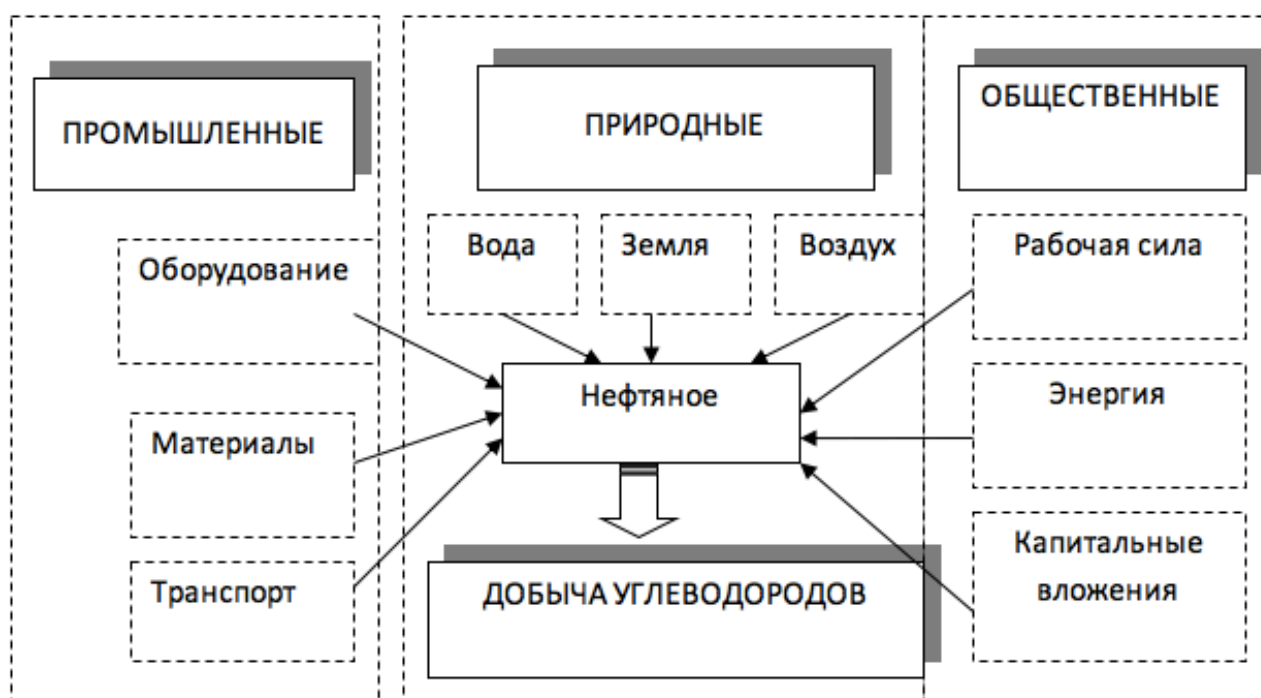 ПРОМЫШЛЕННЫЕ
ПРИРОДНЫЕ
ОБЩЕСТВЕННЫЕ
Оборудование
Вода
Земля
Воздух
Рабочая сила
Материалы
Нефтяное
Энергия
Транспорт
ДОБЫЧА УГЛЕВОДОРОДОВ
Капитальные
вложения